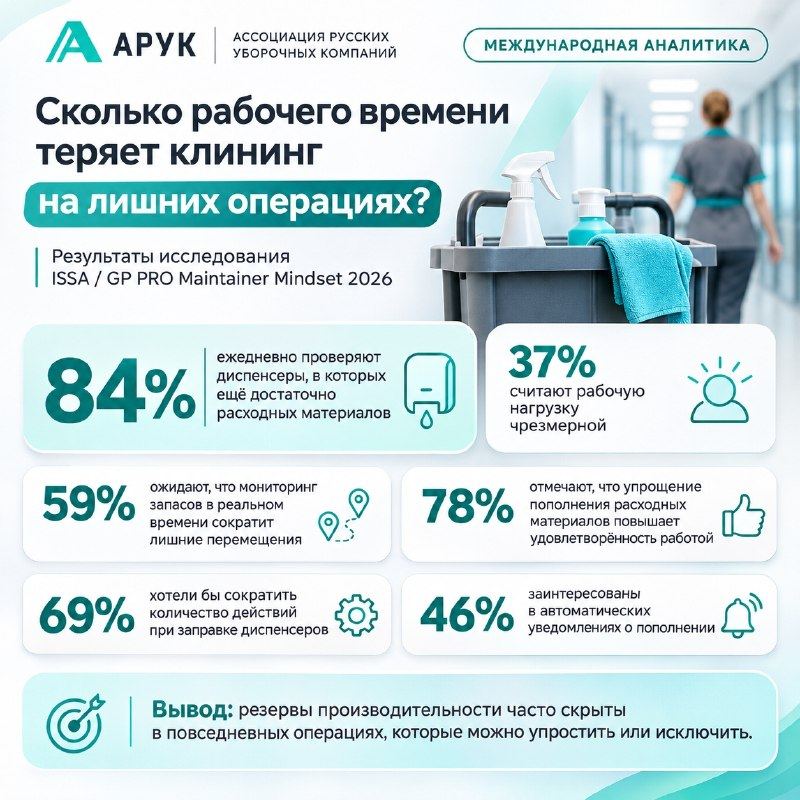 АРУК
АССОЦИАЦИЯ РУССКИХ
УБОРОЧНЫХ КОМПАНИЙ
МЕЖДУНАРОДНАЯ АНАЛИТИКА
Сколько рабочего времени
теряет клининг
на лишних операциях?
Результаты исследования
ISSA / GP PRO Maintainer Mindset 2026
84%
ежедневно проверяют
диспенсеры, в которых
ещё достаточно
расходных материалов
37%
считают рабочую
нагрузку
чрезмерной
59%
ожидают, что мониторинг
запасов в реальном
времени сократит
лишние перемещения
78%
отмечают, что упрощение
пополнения расходных
материалов повышает
удовлетворённость работой
69%
хотели бы сократить
количество действий
при заправке диспенсеров
46%
заинтересованы
в автоматических
уведомлениях о пополнении
Вывод: резервы производительности часто скрыты
в повседневных операциях, которые можно упростить или исключить.